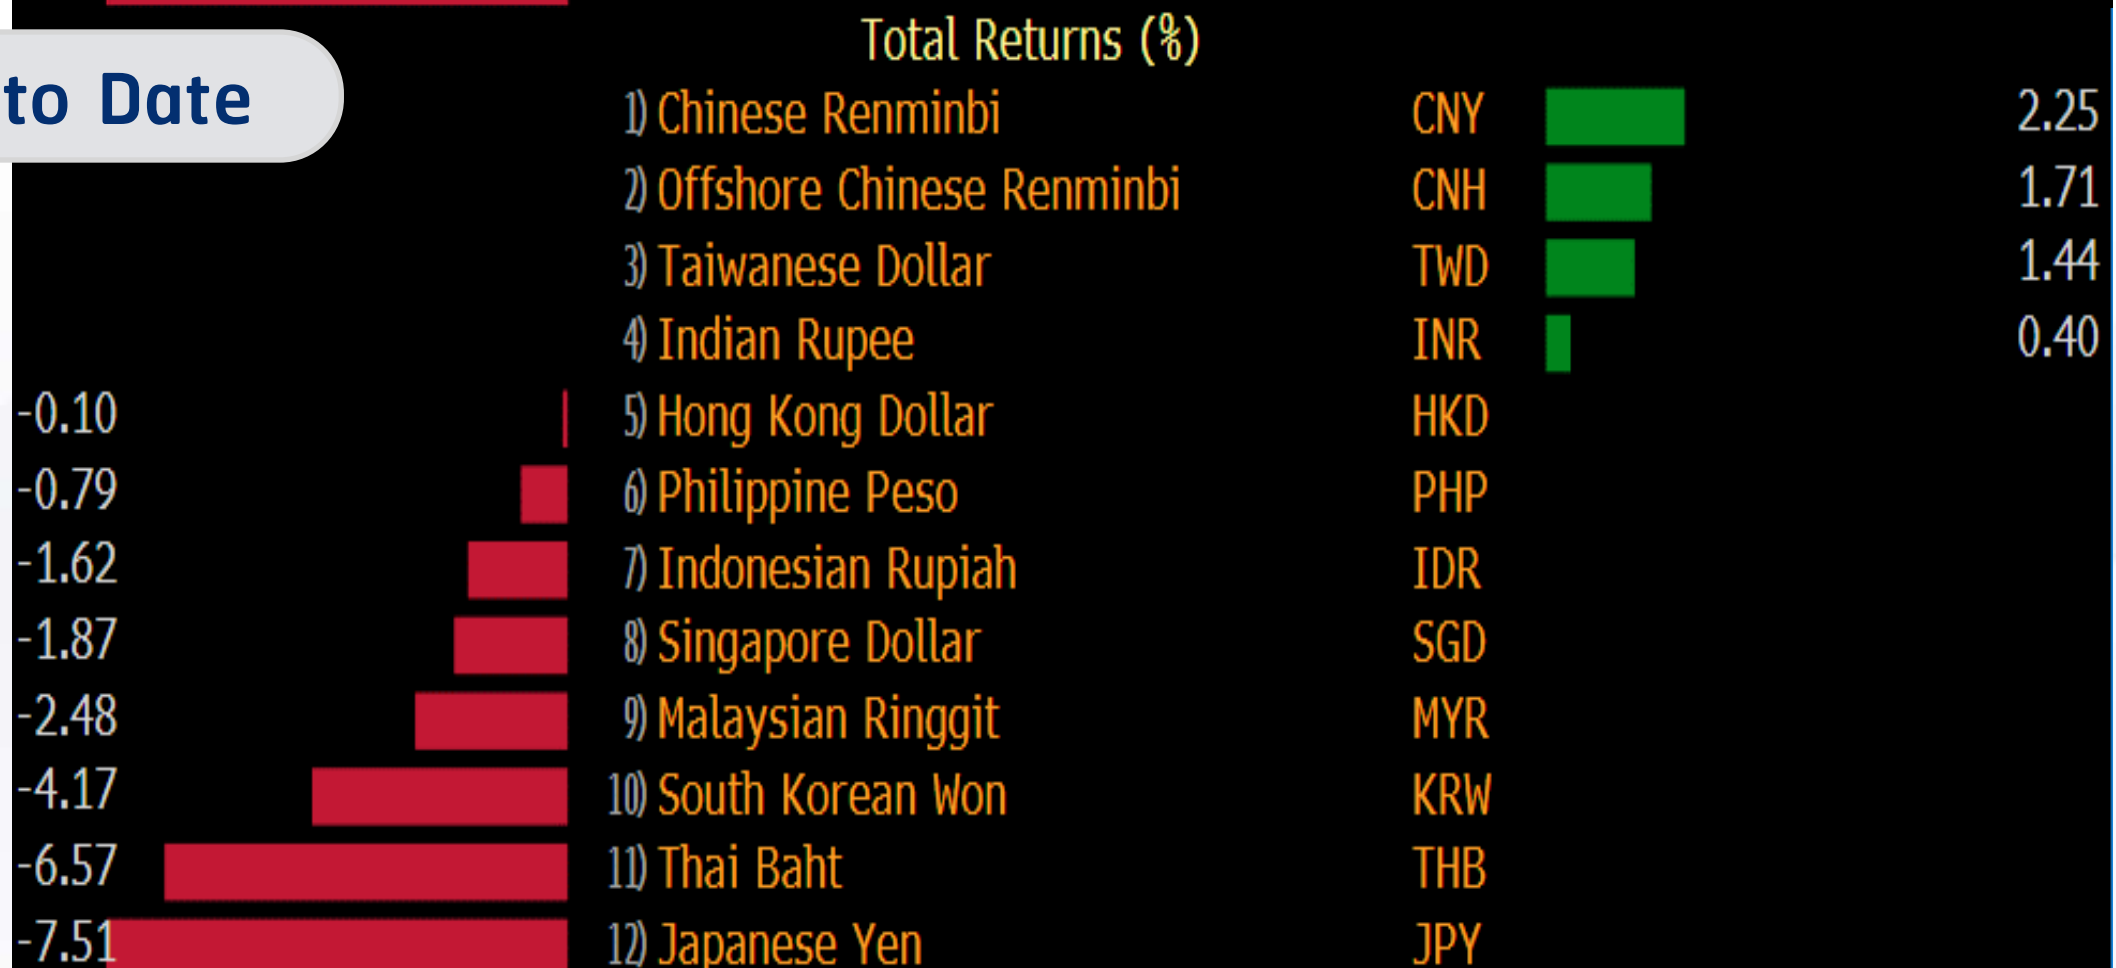 Total Returns (%)
to Date
1) Chinese Renminbi CNY 2.25
2) Offshore Chinese Renminbi CNH 1.71
3) Taiwanese Dollar TWD 1.44
4) Indian Rupee INR 0.40
-0.10 5) Hong Kong Dollar HKD
-0.79 6) Philippine Peso PHP
-1.62 7) Indonesian Rupiah IDR
-1.87 8) Singapore Dollar SGD
-2.48 9) Malaysian Ringgit MYR
-4.17 10) South Korean Won KRW
-6.57 11) Thai Baht THB
-7.51 12) Japanese Yen JPY